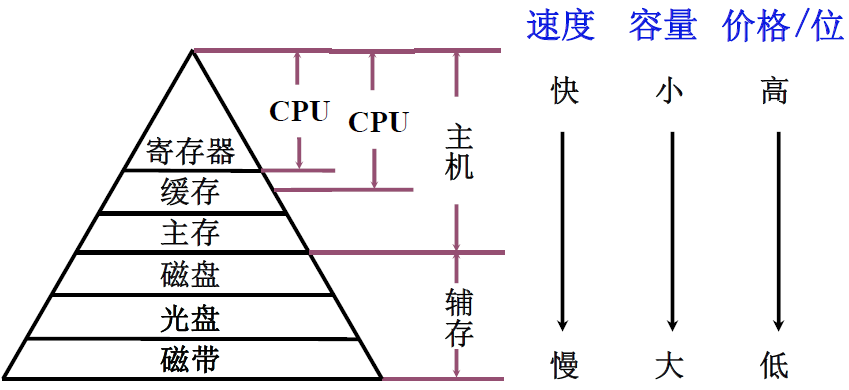 速度 容量 价格/位
快 小 高
CPU CPU
主机
寄存器
缓存
主存
磁盘
辅存
光盘
磁带
慢 大 低